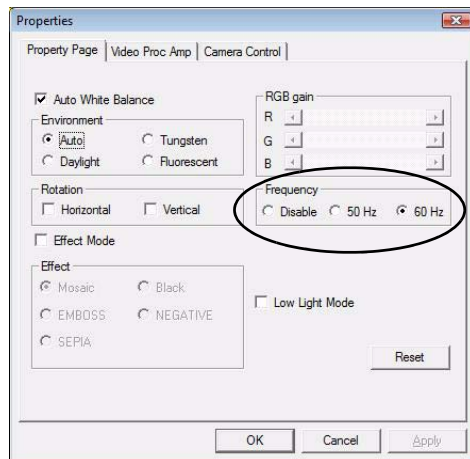 Properties
Property Page Video Proc Amp Camera Control
Auto White Balance
Environment
Auto Tungsten
Daylight Fluorescent
RGB gain
R
G
B
Rotation
Horizontal Vertical
Frequency
Disable 50 Hz 60 Hz
Effect Mode
Effect
Mosaic Black
EMBOSS NEGATIVE
SEPIA
Low Light Mode
Reset
OK Cancel Apply